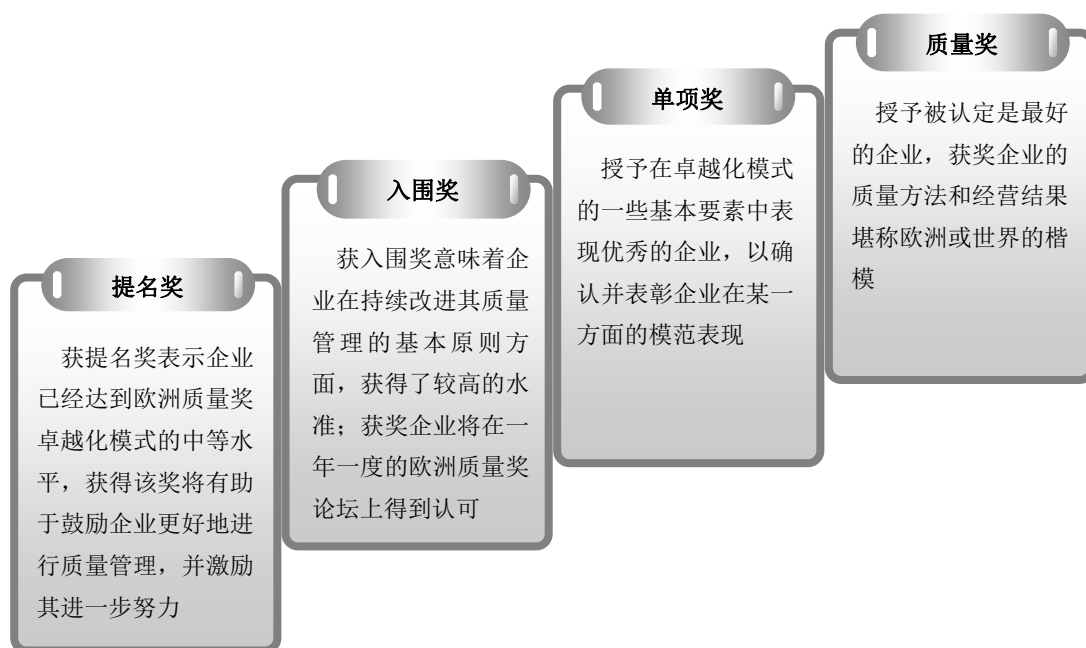 提名奖
获提名奖表示企业
已经达到欧洲质量奖
卓越化模式的中等水
平，获得该奖将有助
于鼓励企业更好地进
行质量管理，并激励
其进一步努力
入围奖
获入围奖意味着企
业在持续改进其质量
管理的基本原则方
面，获得了较高的水
准；获奖企业将在一
年一度的欧洲质量奖
论坛上得到认可
单项奖
授予在卓越化模式
的一些基本要素中表
现优秀的企业，以确
认并表彰企业在某一
方面的模范表现
质量奖
授予被认定是最好
的企业，获奖企业的
质量方法和经营结果
堪称欧洲或世界的楷
模